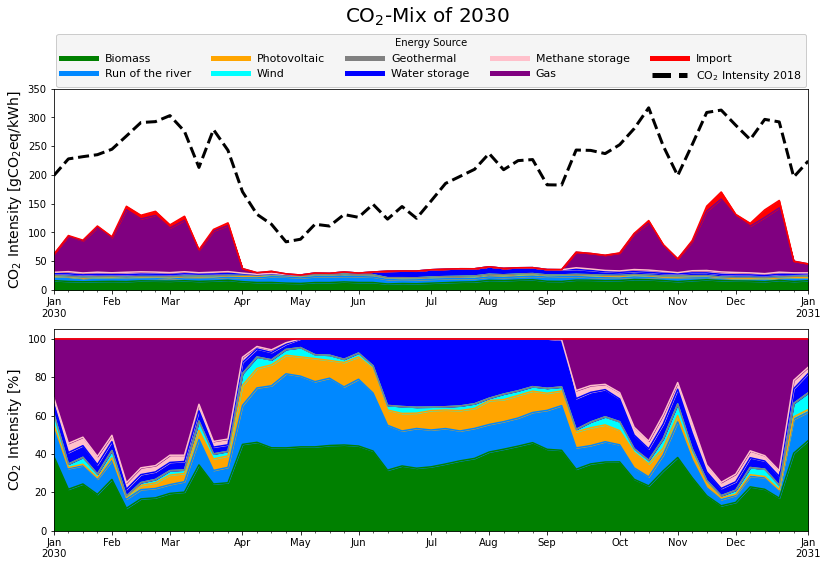 CO₂-Mix of 2030
Energy Source
Biomass Photovoltaic Geothermal Methane storage Import
Run of the river Wind Water storage Gas CO₂ Intensity 2018
CO₂ Intensity [gCO₂eq/kWh]
350
300
250
200
150
100
50
0
Jan Feb Mar Apr May Jun Jul Aug Sep Oct Nov Dec Jan
2030 2031
CO₂ Intensity [%]
100
80
60
40
20
0
Jan Feb Mar Apr May Jun Jul Aug Sep Oct Nov Dec Jan
2030 2031